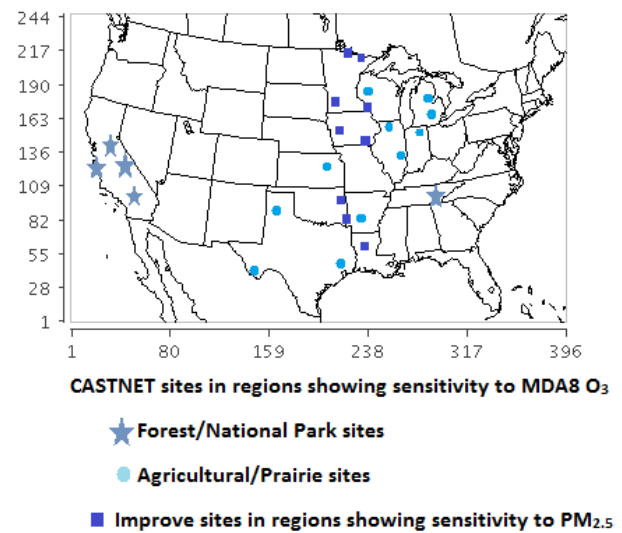 244
217
190
163
136
109
82
55
28
1
1 80 159 238 317 396
CASTNET sites in regions showing sensitivity to MDA8 O₃
Forest/National Park sites
Agricultural/Prairie sites
Improve sites in regions showing sensitivity to PM₂.₅